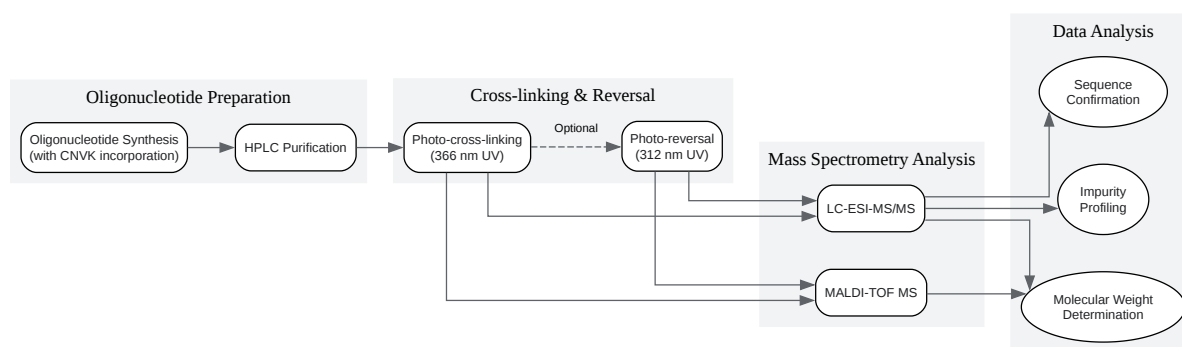 Oligonucleotide Preparation
Oligonucleotide Synthesis
(with CNVK incorporation)
HPLC Purification
Cross-linking & Reversal
Photo-cross-linking
(366 nm UV)
Optional
Photo-reversal
(312 nm UV)
Mass Spectrometry Analysis
LC-ESI-MS/MS
MALDI-TOF MS
Data Analysis
Sequence
Confirmation
Impurity
Profiling
Molecular Weight
Determination